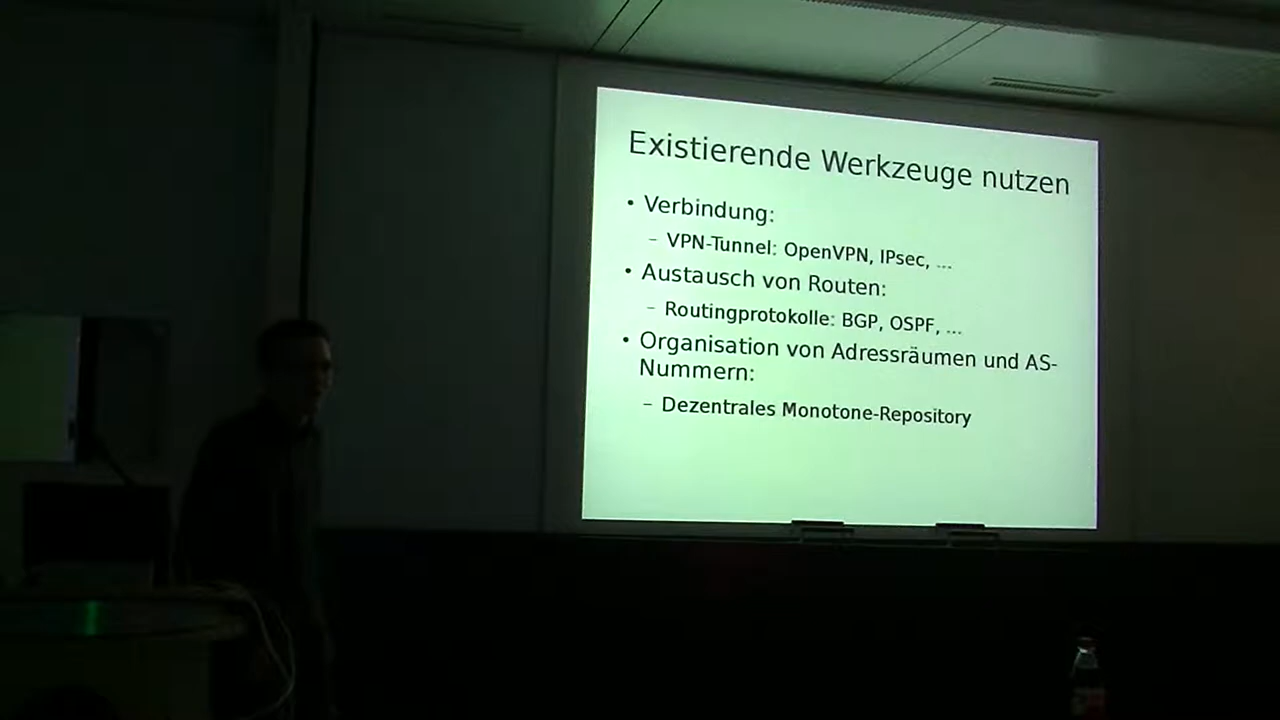 Existierende Werkzeuge nutzen
• Verbindung:
– VPN-Tunnel: OpenVPN, IPsec, ...
• Austausch von Routen:
– Routingprotokolle: BGP, OSPF, ...
• Organisation von Adressräumen und AS-
Nummern:
– Dezentrales Monotone-Repository